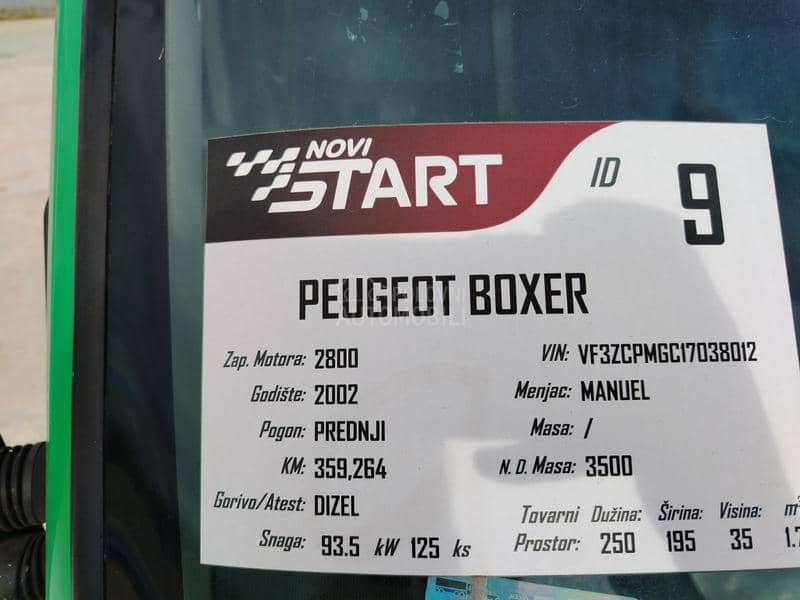 NOVI
START
ID 9
PEUGEOT BOXER
Zap. Motora: 2800
VIN: VF3ZCPMGC17038012
Godište: 2002
Menjac: MANUEL
Pogon: PREDNJI
Masa: /
KM: 359,264
N. D. Masa: 3500
Gorivo/Atest: DIZEL
Snaga: 93.5 kW 125 ks
Tovarni Dužina: Širina: Visina:
Prostor: 250 195 35